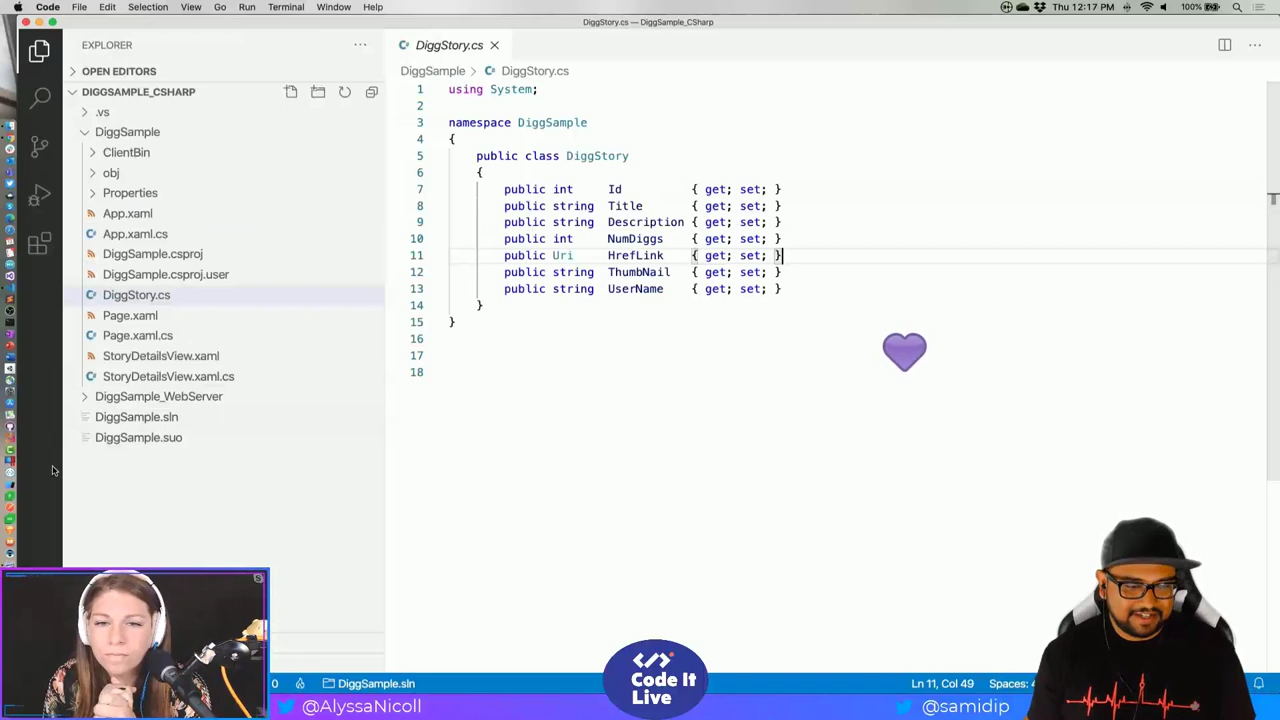 Code File Edit Selection View Go Run Terminal Window Help
Thu 12:17 PM 100%
DiggStory.cs — DiggSample_CSharp
EXPLORER
OPEN EDITORS
DIGGSAMPLE_CSHARP
.vs
DiggSample
ClientBin
obj
Properties
App.xaml
App.xaml.cs
DiggSample.csproj
DiggSample.csproj.user
DiggStory.cs
Page.xaml
Page.xaml.cs
StoryDetailsView.xaml
StoryDetailsView.xaml.cs
DiggSample_WebServer
DiggSample.sln
DiggSample.suo
DiggStory.cs
DiggSample > DiggStory.cs
1 using System;
2
3 namespace DiggSample
4 {
5 public class DiggStory
6 {
7 public int Id { get; set; }
8 public string Title { get; set; }
9 public string Description { get; set; }
10 public int NumDiggs { get; set; }
11 public Uri HrefLink { get; set; }
12 public string ThumbNail { get; set; }
13 public string UserName { get; set; }
14 }
15 }
16
17
18
0 DiggSample.sln
Ln 11, Col 49 Spaces:
@AlyssaNicoll
Code It
Live
@samidip